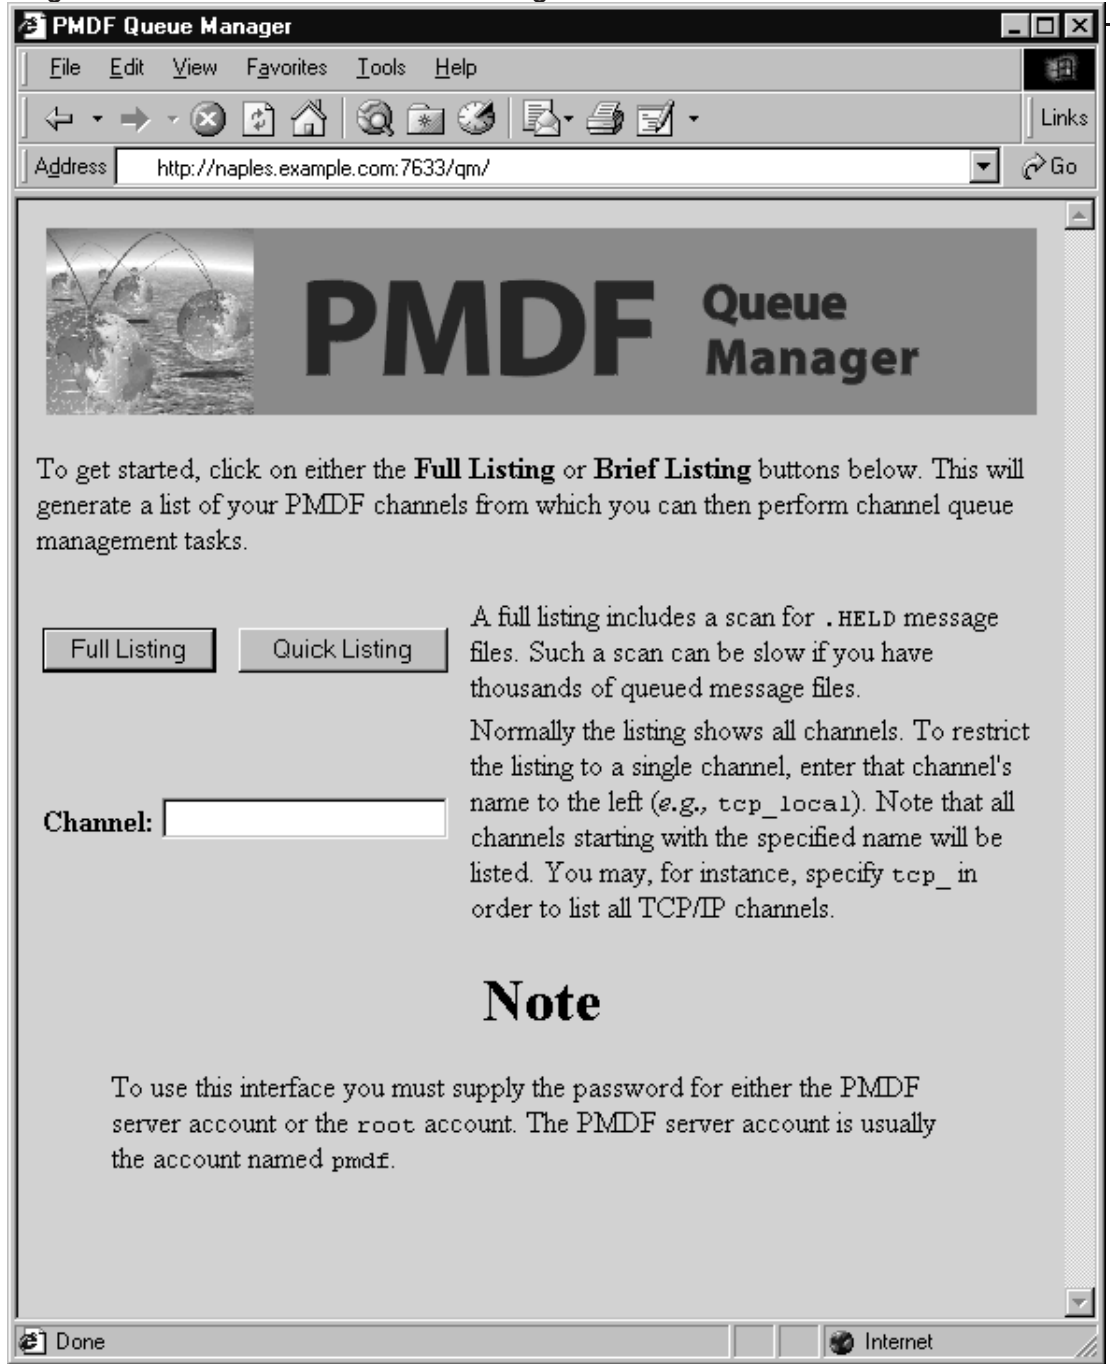 PMDF Queue Manager
File Edit View Favorites Tools Help
Links
Address http://naples.example.com:7633/qm/ Go
PMDF Queue
Manager
To get started, click on either the Full Listing or Brief Listing buttons below. This will
generate a list of your PMDF channels from which you can then perform channel queue
management tasks.
Full Listing Quick Listing
A full listing includes a scan for .HELD message
files. Such a scan can be slow if you have
thousands of queued message files.
Channel:
Normally the listing shows all channels. To restrict
the listing to a single channel, enter that channel's
name to the left (e.g., tcp_local). Note that all
channels starting with the specified name will be
listed. You may, for instance, specify tcp_ in
order to list all TCP/IP channels.
Note
To use this interface you must supply the password for either the PMDF
server account or the root account. The PMDF server account is usually
the account named pmdf.
Done Internet